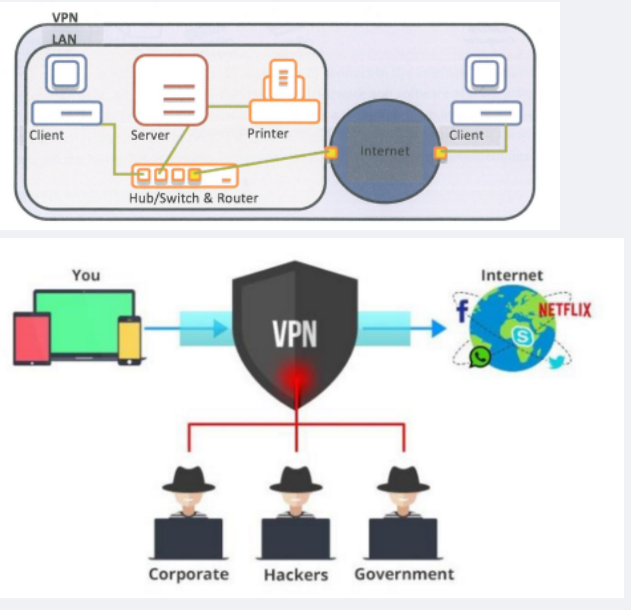 VPN
LAN
Client
Server
Printer
Internet
Client
Hub/Switch & Router
You
Internet
VPN
f
NETFLIX
S
Corporate
Hackers
Government